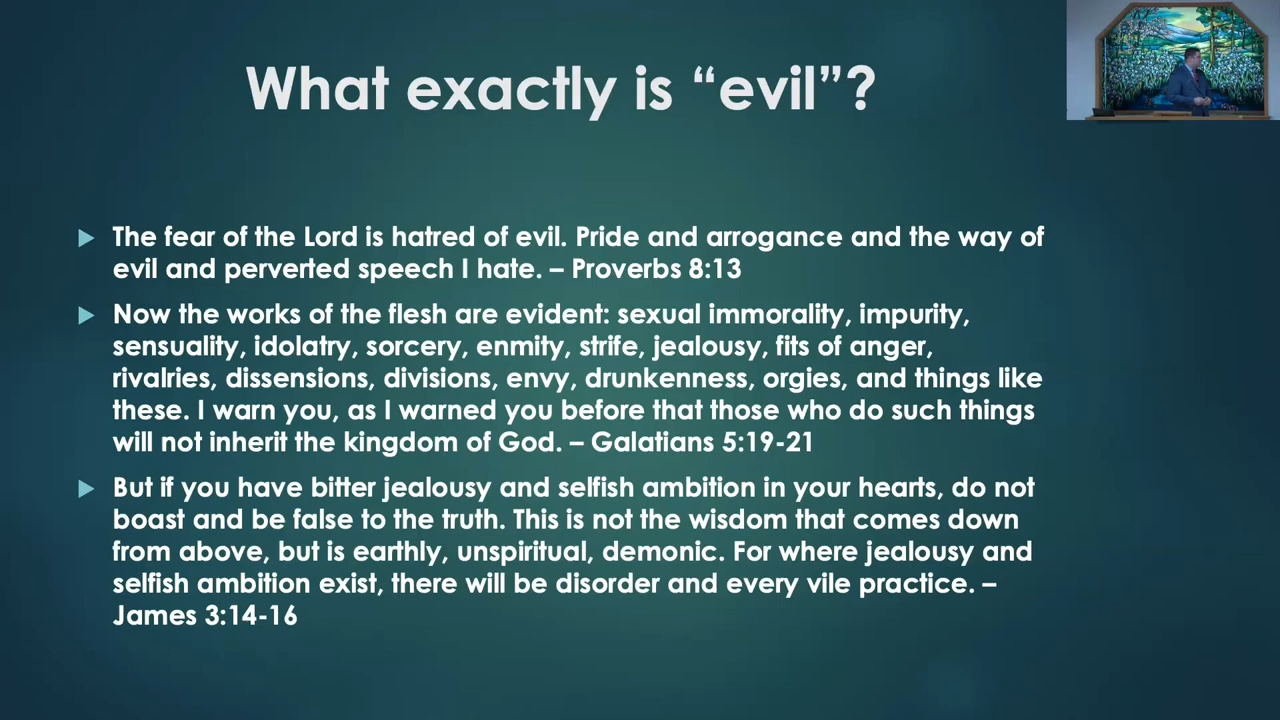 What exactly is “evil”?
The fear of the Lord is hatred of evil. Pride and arrogance and the way of
evil and perverted speech I hate. – Proverbs 8:13
Now the works of the flesh are evident: sexual immorality, impurity,
sensuality, idolatry, sorcery, enmity, strife, jealousy, fits of anger,
rivalries, dissensions, divisions, envy, drunkenness, orgies, and things like
these. I warn you, as I warned you before that those who do such things
will not inherit the kingdom of God. – Galatians 5:19-21
But if you have bitter jealousy and selfish ambition in your hearts, do not
boast and be false to the truth. This is not the wisdom that comes down
from above, but is earthly, unspiritual, demonic. For where jealousy and
selfish ambition exist, there will be disorder and every vile practice. –
James 3:14-16